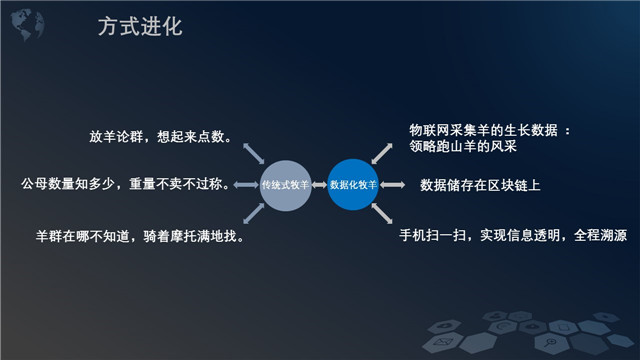 方式进化
放羊论群，想起来点数。
公母数量知多少，重量不卖不过称。
羊群在哪不知道，骑着摩托满地找。
传统式牧羊
数据化牧羊
物联网采集羊的生长数据 ：
领略跑山羊的风采
数据储存在区块链上
手机扫一扫，实现信息透明，全程溯源